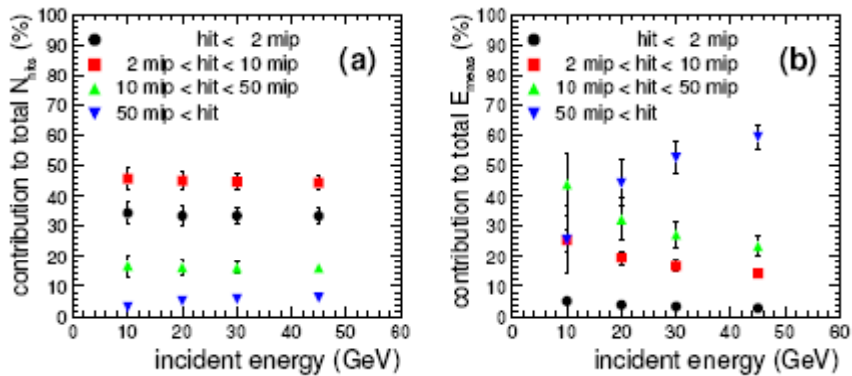 contribution to total N_hits (%)
100
90
80
70
60
50
40
30
20
10
0
hit < 2 mip
2 mip < hit < 10 mip
10 mip < hit < 50 mip
50 mip < hit
(a)
0 10 20 30 40 50 60
incident energy (GeV)
contribution to total E_meas (%)
100
90
80
70
60
50
40
30
20
10
0
hit < 2 mip
2 mip < hit < 10 mip
10 mip < hit < 50 mip
50 mip < hit
(b)
0 10 20 30 40 50 60
incident energy (GeV)